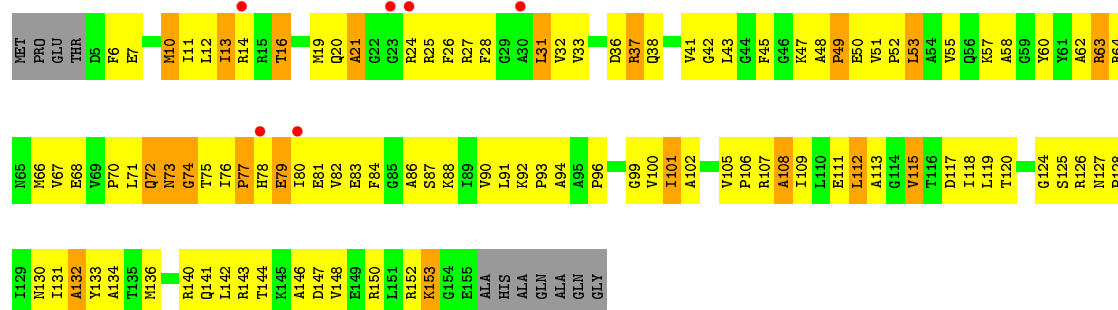 MET PRO GLU THR D5 F6 E7 M10 I11 L12 I13 R14 R15 T16 M19 Q20 A21 G22 G23 R24 R25 F26 R27 F28 G29 A30 L31 V32 V33 D36 R37 Q38 V41 G42 L43 G44 F45 G46 K47 A48 P49 E50 V51 P52 L53 A54 V55 Q56 K57 A58 G59 Y60 Y61 A62 R63 R64
N65 M66 V67 E68 V69 P70 L71 Q72 N73 G74 T75 I76 P77 H78 E79 I80 E81 V82 E83 F84 G85 A86 S87 K88 I89 V90 L91 K92 P93 A94 A95 P96 G99 V100 I101 A102 V105 P106 R107 A108 V109 L110 E111 L112 A113 G114 V115 T116 D117 I118 L119 T120 G124 S125 R126 N127 P128
I129 N130 I131 A132 Y133 A134 T135 M136 R140 Q141 L142 R143 T144 K145 A146 D147 V148 E149 R150 L151 R152 K153 G154 E155 ALA HIS ALA GLN ALA GLN GLY